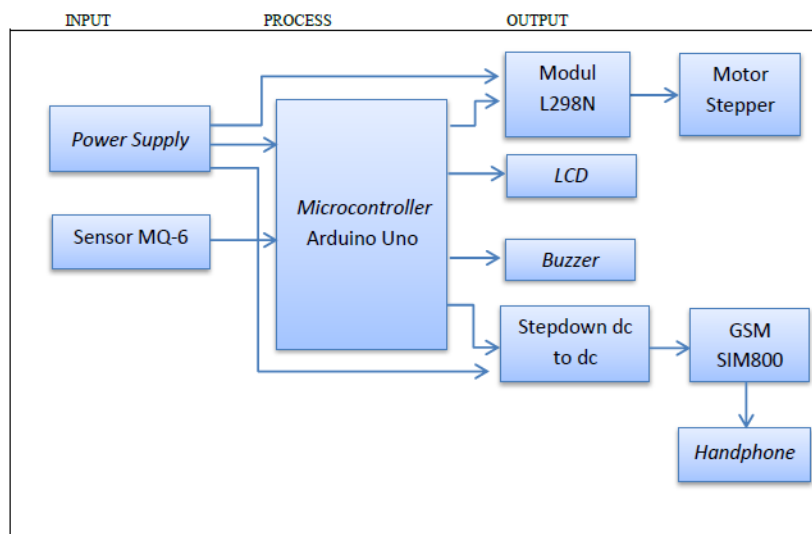 INPUT PROCESS OUTPUT
Modul
L298N
Motor
Stepper
Power Supply
LCD
Microcontroller
Arduino Uno
Sensor MQ-6
Buzzer
Stepdown dc
to dc
GSM
SIM800
Handphone